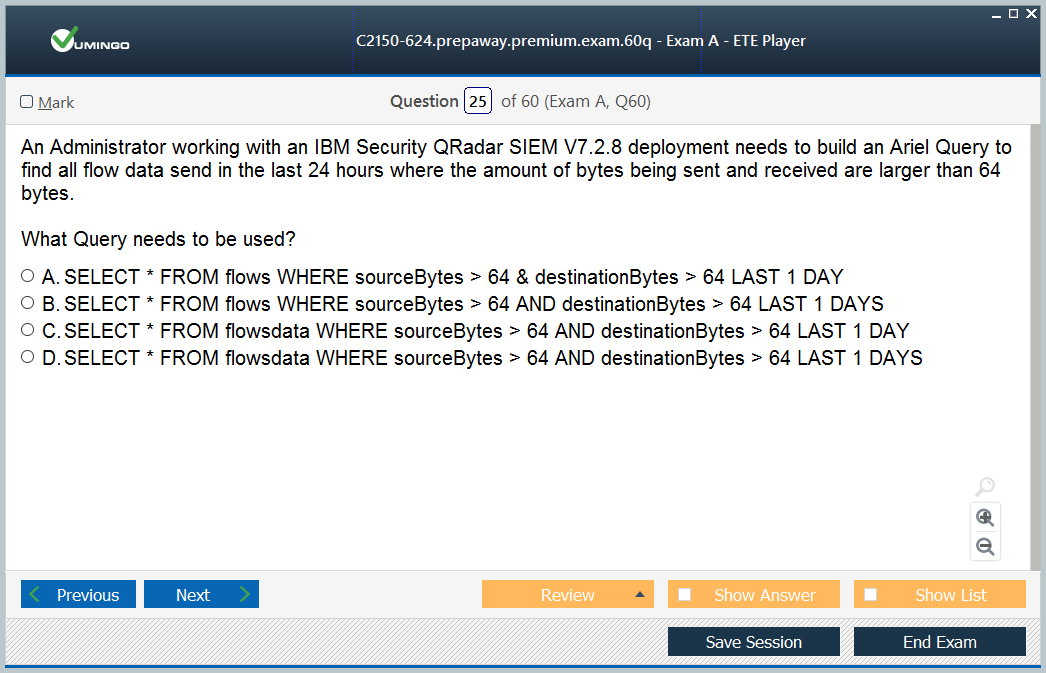 VUMINGO
C2150-624.prepaway.premium.exam.60q - Exam A - ETE Player
Mark
Question 25 of 60 (Exam A, Q60)
An Administrator working with an IBM Security QRadar SIEM V7.2.8 deployment needs to build an Ariel Query to
find all flow data send in the last 24 hours where the amount of bytes being sent and received are larger than 64
bytes.
What Query needs to be used?
A. SELECT * FROM flows WHERE sourceBytes > 64 & destinationBytes > 64 LAST 1 DAY
B. SELECT * FROM flows WHERE sourceBytes > 64 AND destinationBytes > 64 LAST 1 DAYS
C. SELECT * FROM flowsdata WHERE sourceBytes > 64 AND destinationBytes > 64 LAST 1 DAY
D. SELECT * FROM flowsdata WHERE sourceBytes > 64 AND destinationBytes > 64 LAST 1 DAYS
Previous Next Review Show Answer Show List
Save Session End Exam